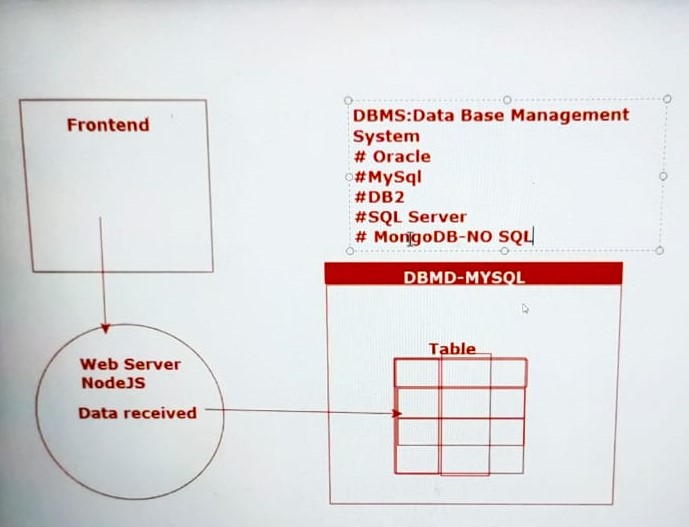 Frontend
DBMS:Data Base Management
System
# Oracle
#MySql
#DB2
#SQL Server
# MongoDB-NO SQL
DBMD-MYSQL
Table
Web Server
NodeJS
Data received